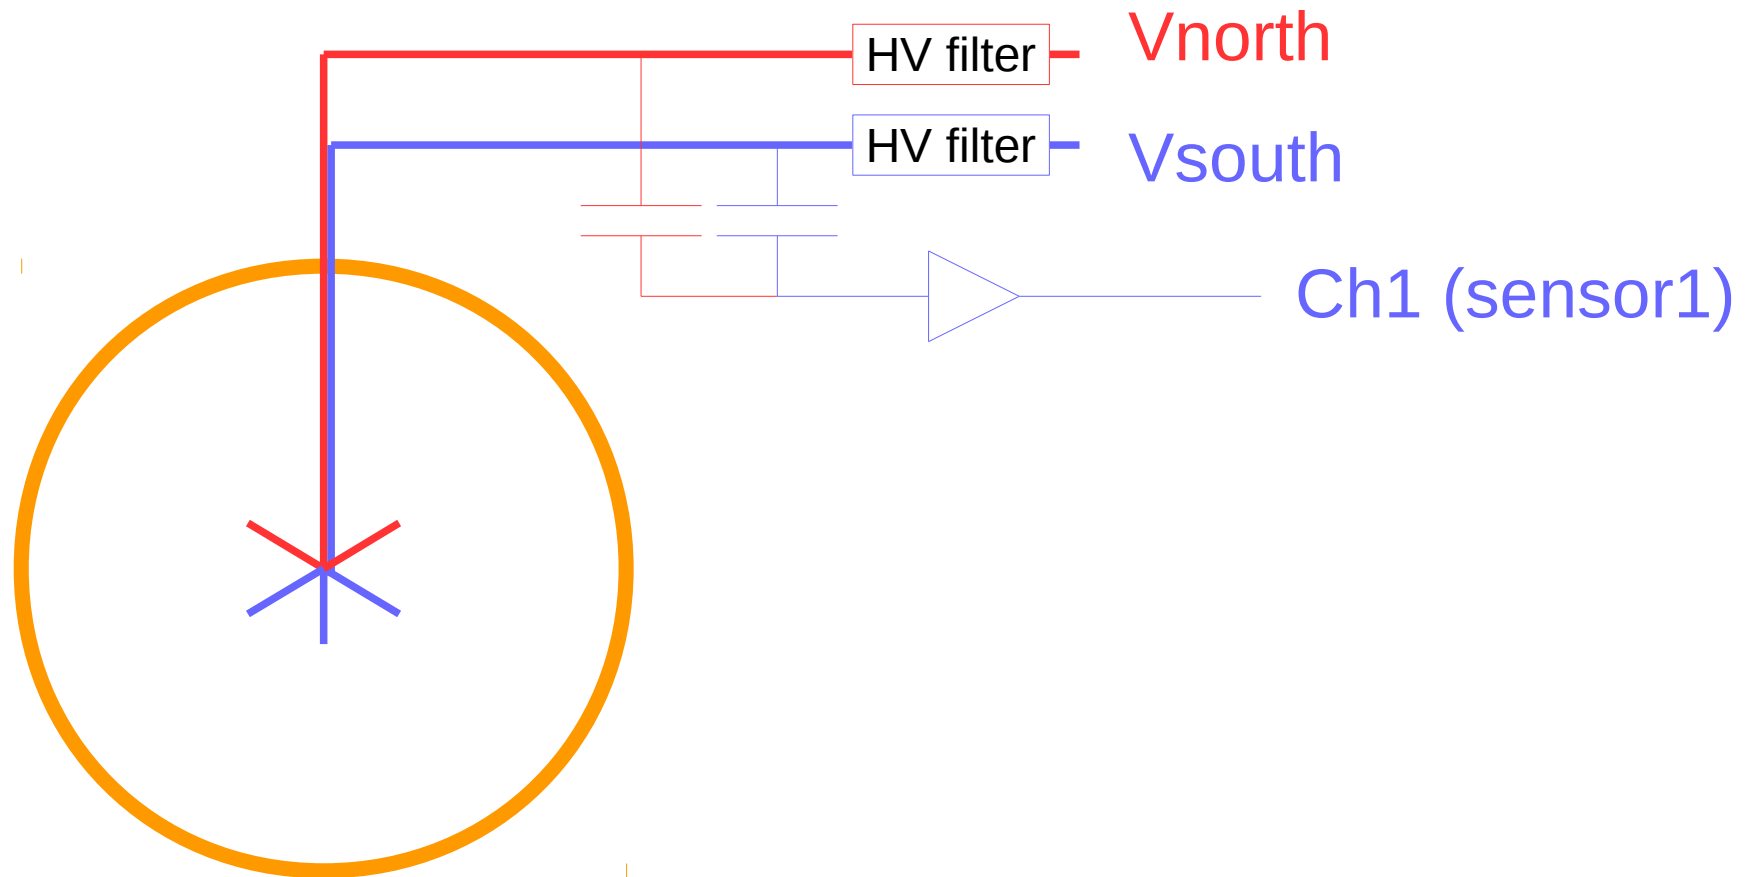 HV filter
Vnorth
HV filter
Vsouth
Ch1 (sensor1)